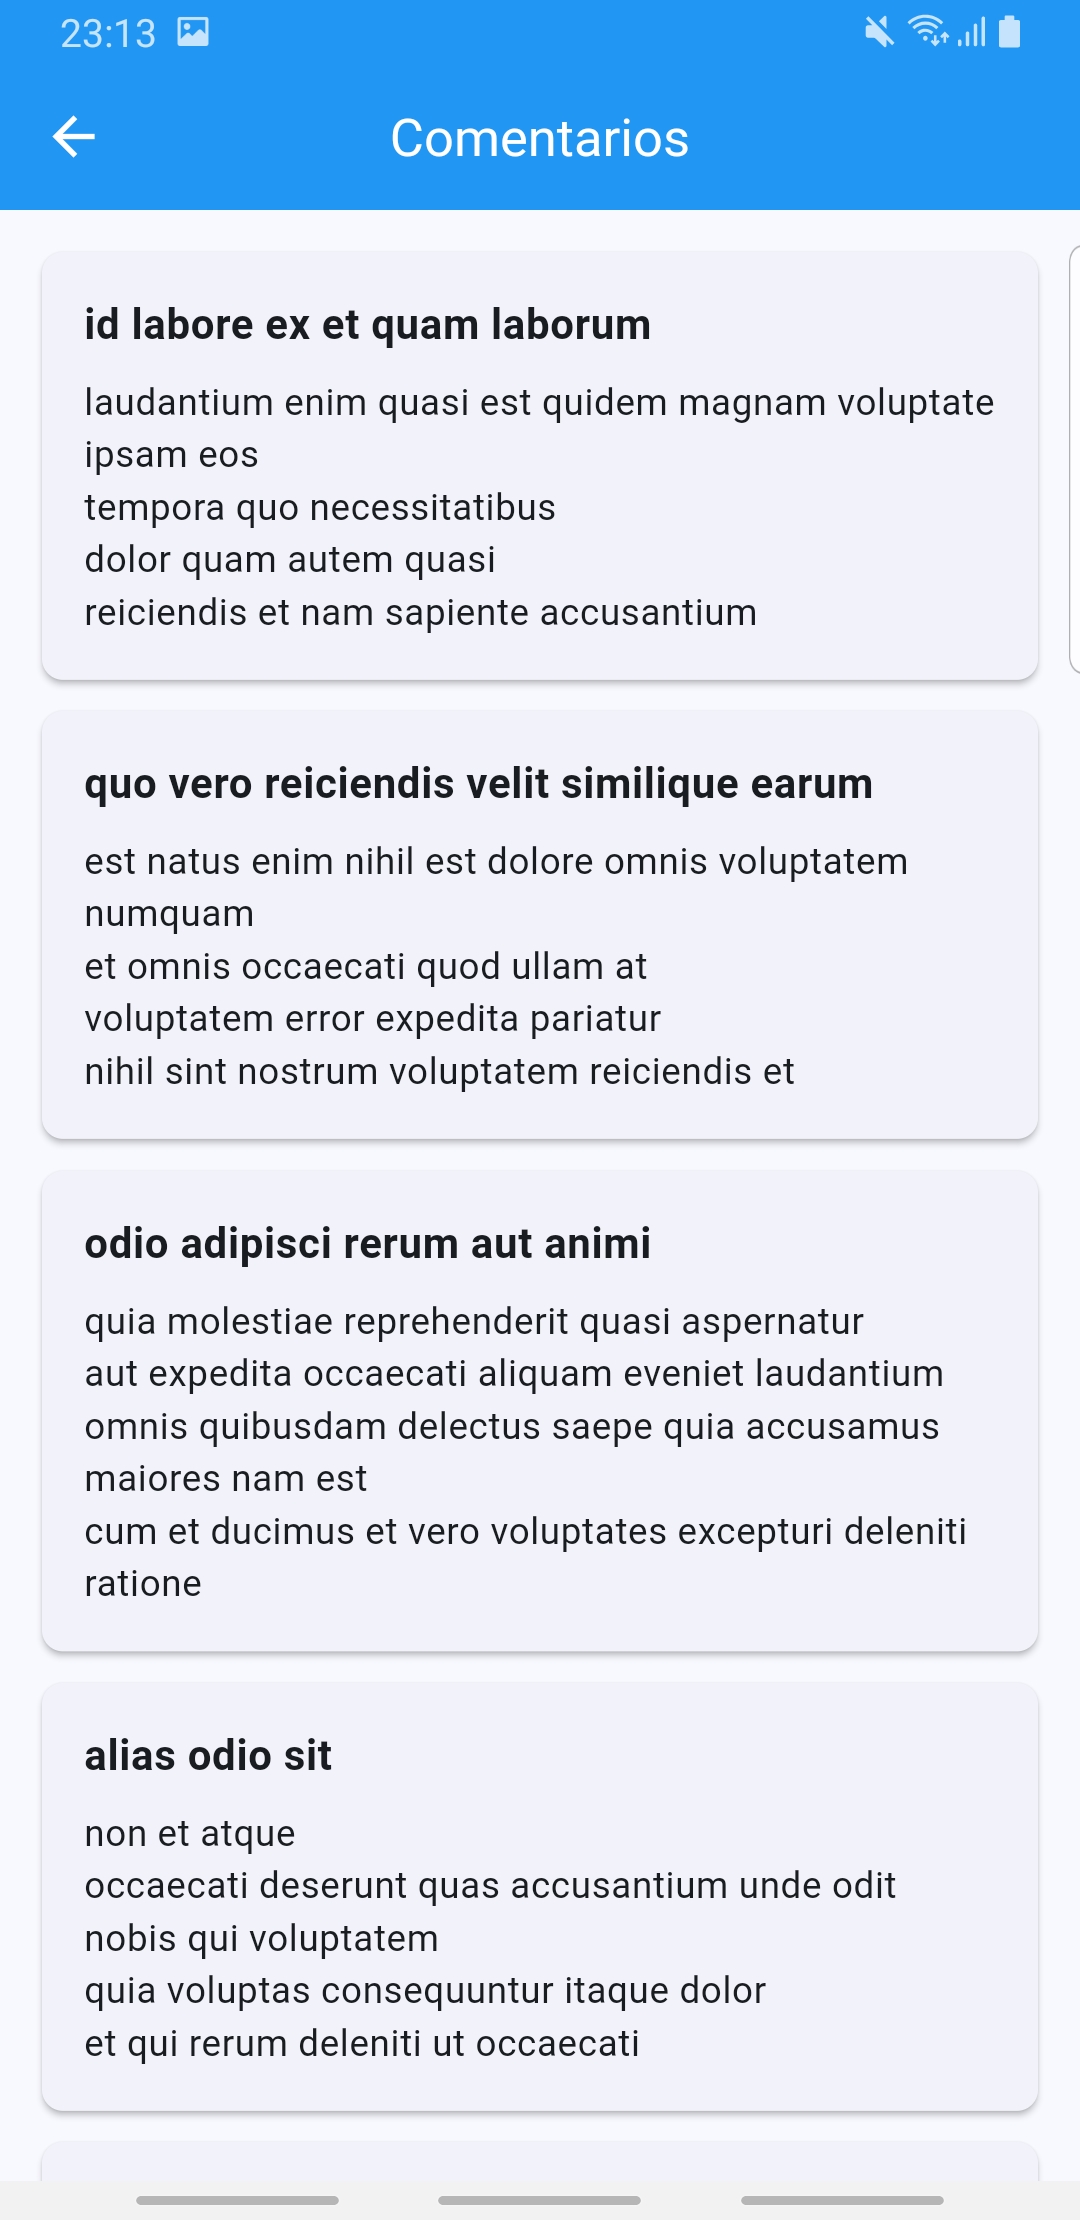 23:13
Comentarios
id labore ex et quam laborum
laudantium enim quasi est quidem magnam voluptate
ipsam eos
tempora quo necessitatibus
dolor quam autem quasi
reiciendis et nam sapiente accusantium
quo vero reiciendis velit similique earum
est natus enim nihil est dolore omnis voluptatem
numquam
et omnis occaecati quod ullam at
voluptatem error expedita pariatur
nihil sint nostrum voluptatem reiciendis et
odio adipisci rerum aut animi
quia molestiae reprehenderit quasi aspernatur
aut expedita occaecati aliquam eveniet laudantium
omnis quibusdam delectus saepe quia accusamus
maiores nam est
cum et ducimus et vero voluptates excepturi deleniti
ratione
alias odio sit
non et atque
occaecati deserunt quas accusantium unde odit
nobis qui voluptatem
quia voluptas consequuntur itaque dolor
et qui rerum deleniti ut occaecati